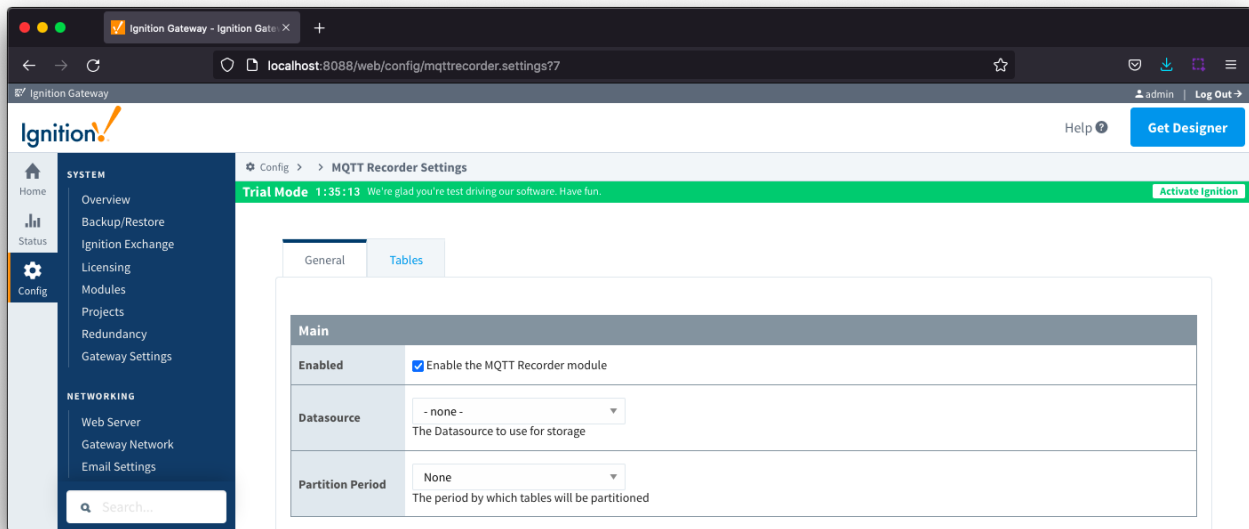 Ignition Gateway - Ignition Gate
localhost:8088/web/config/mqttrecorder.settings?7
Ignition Gateway
admin | Log Out
Ignition!
Help
Get Designer
Home
Status
Config
SYSTEM
Overview
Backup/Restore
Ignition Exchange
Licensing
Modules
Projects
Redundancy
Gateway Settings
NETWORKING
Web Server
Gateway Network
Email Settings
Search...
Config > > MQTT Recorder Settings
Trial Mode 1:35:13 We're glad you're test driving our software. Have fun.
Activate Ignition
General
Tables
Main
Enabled
Enable the MQTT Recorder module
Datasource
- none -
The Datasource to use for storage
Partition Period
None
The period by which tables will be partitioned